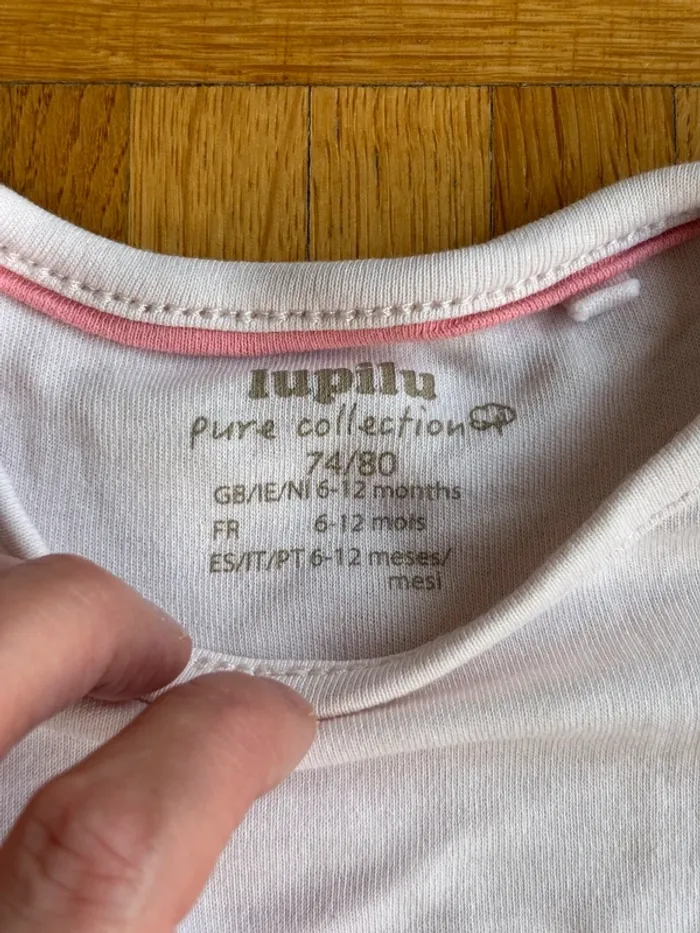 lupilu
pure collection
74/80
GB/IE/NI 6-12 months
FR 6-12 mois
ES/IT/PT 6-12 meses/
mesi